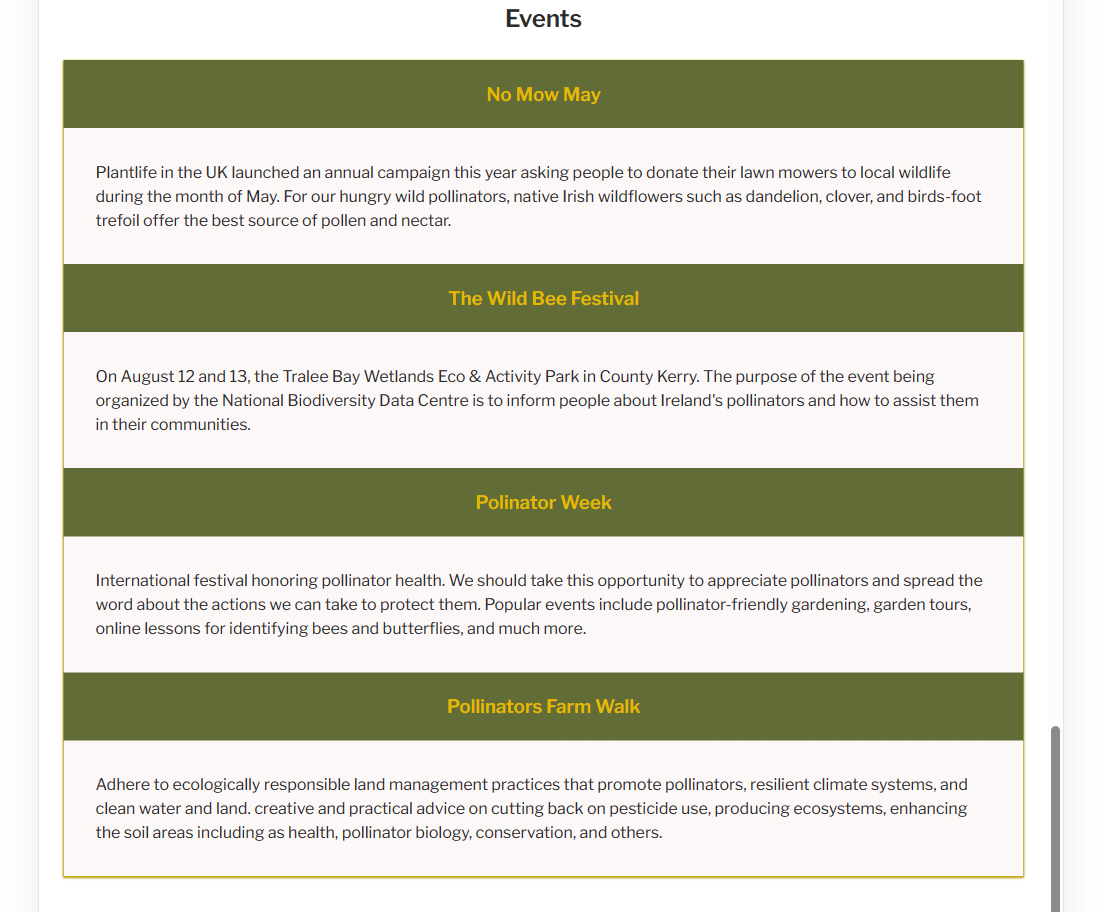 Events
No Mow May
Plantlife in the UK launched an annual campaign this year asking people to donate their lawn mowers to local wildlife
during the month of May. For our hungry wild pollinators, native Irish wildflowers such as dandelion, clover, and birds-foot
trefoil offer the best source of pollen and nectar.
The Wild Bee Festival
On August 12 and 13, the Tralee Bay Wetlands Eco & Activity Park in County Kerry. The purpose of the event being
organized by the National Biodiversity Data Centre is to inform people about Ireland's pollinators and how to assist them
in their communities.
Polinator Week
International festival honoring pollinator health. We should take this opportunity to appreciate pollinators and spread the
word about the actions we can take to protect them. Popular events include pollinator-friendly gardening, garden tours,
online lessons for identifying bees and butterflies, and much more.
Pollinators Farm Walk
Adhere to ecologically responsible land management practices that promote pollinators, resilient climate systems, and
clean water and land. creative and practical advice on cutting back on pesticide use, producing ecosystems, enhancing
the soil areas including as health, pollinator biology, conservation, and others.